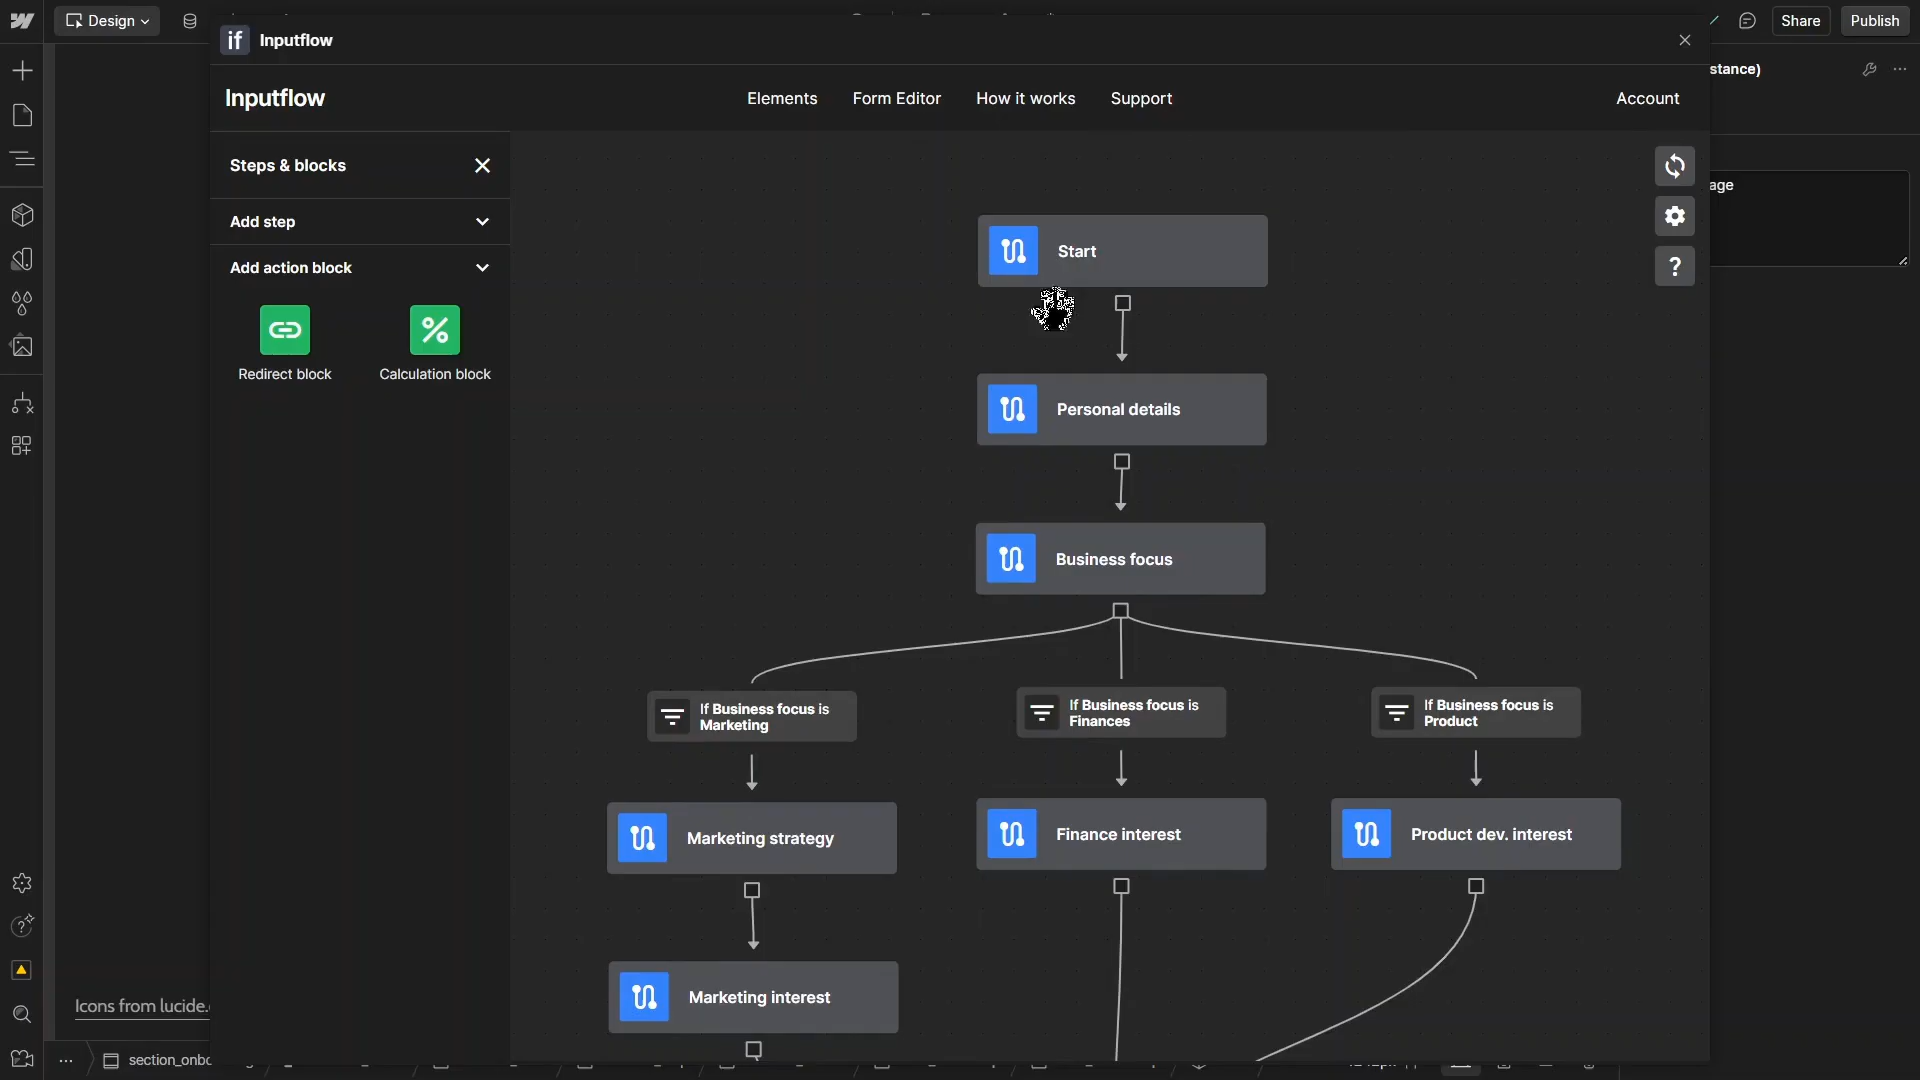 Design
Share
Publish
if
Inputflow
stance)
Inputflow
Elements
Form Editor
How it works
Support
Account
Steps & blocks
Add step
Add action block
Redirect block
Calculation block
age
?
Start
Personal details
Business focus
If Business focus is
Marketing
If Business focus is
Finances
If Business focus is
Product
Marketing strategy
Finance interest
Product dev. interest
Marketing interest
Icons from lucide.
section_onbo